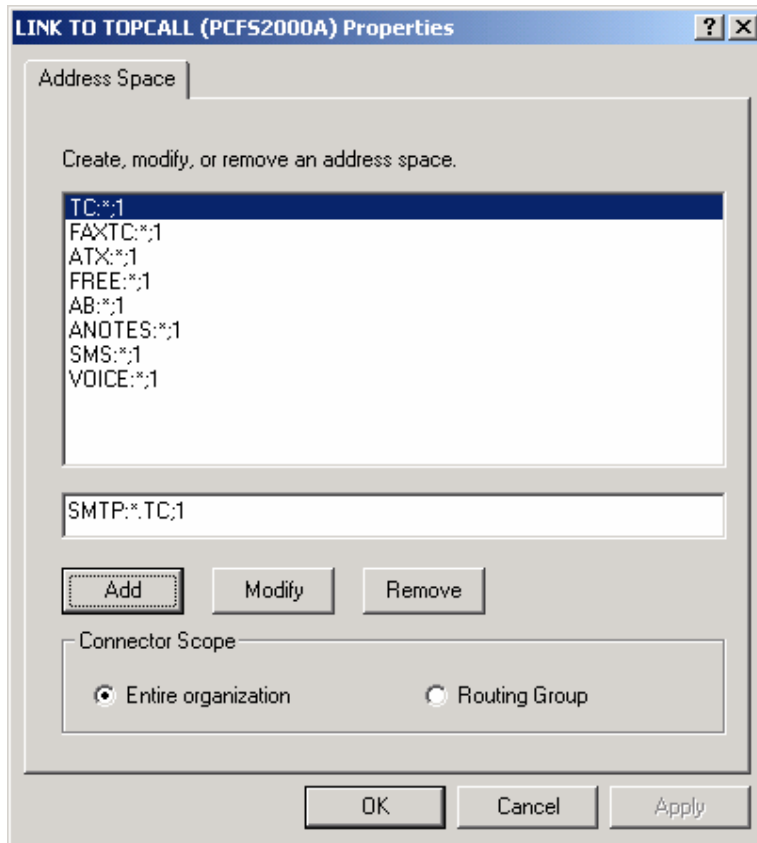 LINK TO TOPCALL (PCFS2000A) Properties
Address Space
Create, modify, or remove an address space.
TC:*;1
FAXTC:*;1
ATX:*;1
FREE:*;1
AB:*;1
ANOTES:*;1
SMS:*;1
VOICE:*;1
SMTP:*.TC;1
Add Modify Remove
Connector Scope
Entire organization Routing Group
OK Cancel Apply